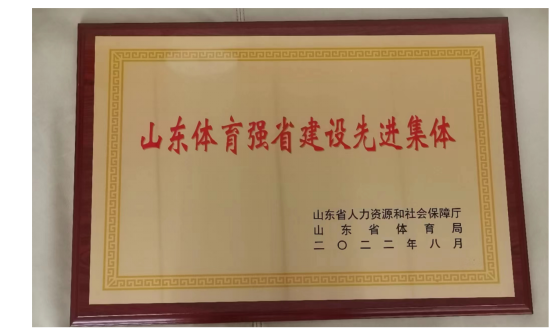 山东体育强省建设先进集体
山东省人力资源和社会保障厅
山东省体育局
二〇二二年八月